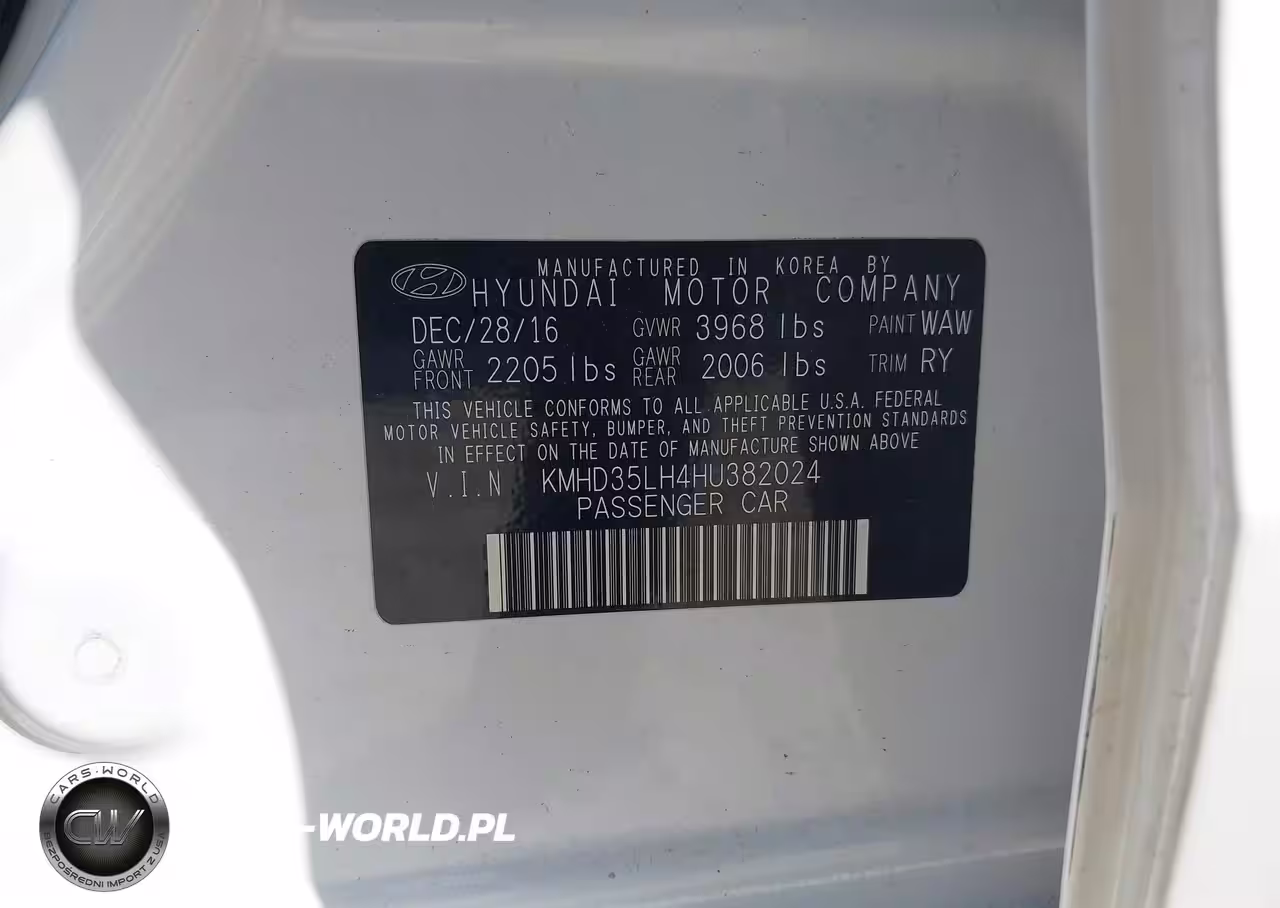 MANUFACTURED IN KOREA BY
HYUNDAI MOTOR COMPANY
DEC/28/16 GVWR 3968 lbs PAINT WAW
GAWR FRONT 2205 lbs GAWR REAR 2006 lbs TRIM RY
THIS VEHICLE CONFORMS TO ALL APPLICABLE U.S.A. FEDERAL
MOTOR VEHICLE SAFETY, BUMPER, AND THEFT PREVENTION STANDARDS
IN EFFECT ON THE DATE OF MANUFACTURE SHOWN ABOVE
V.I.N KMHD35LH4HU382024
PASSENGER CAR
CARS-WORLD
CW
BEZPOŚREDNI IMPORT Z USA
-WORLD.PL